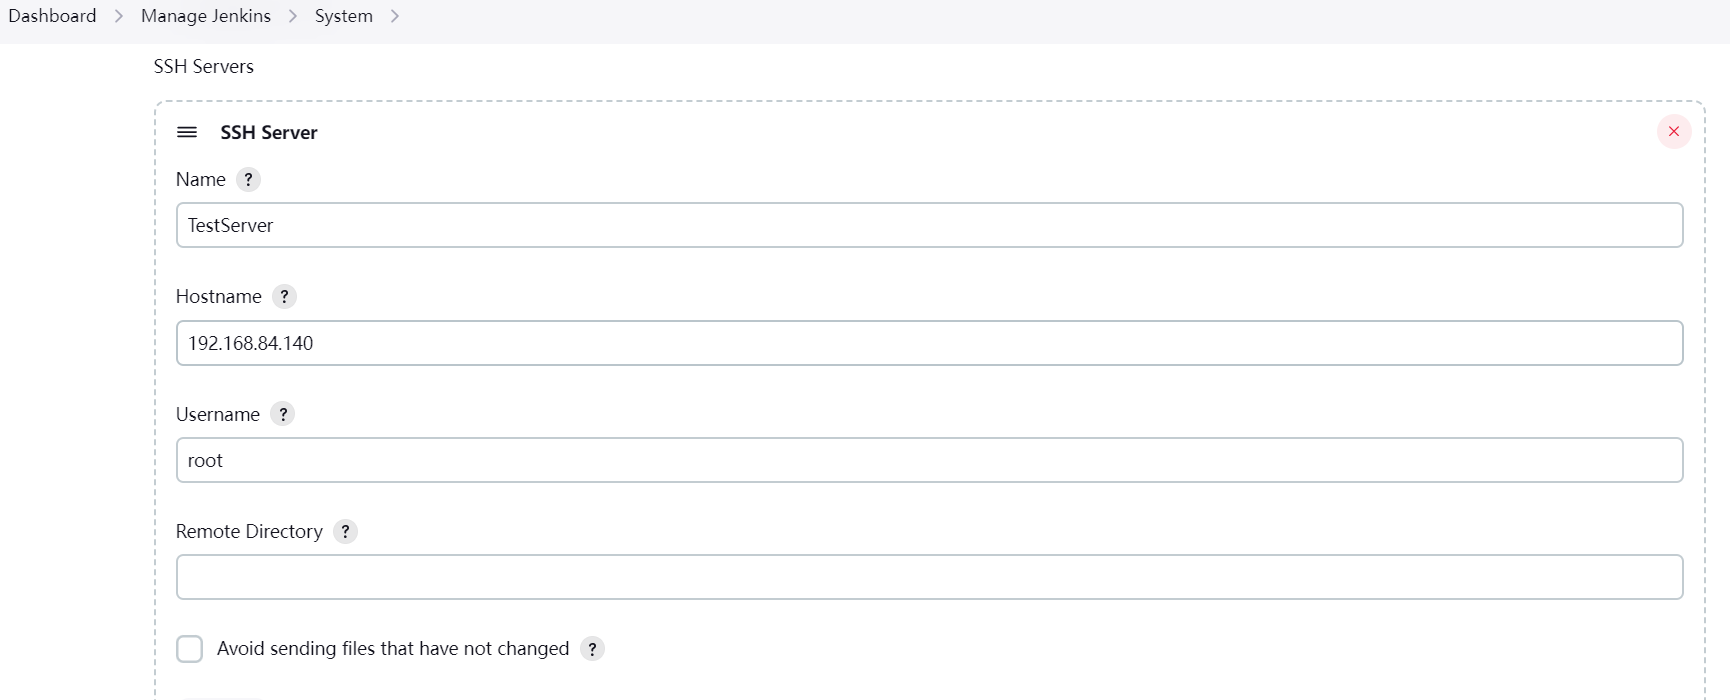 Dashboard > Manage Jenkins > System >
SSH Servers
SSH Server
Name ?
TestServer
Hostname ?
192.168.84.140
Username ?
root
Remote Directory ?
Avoid sending files that have not changed ?